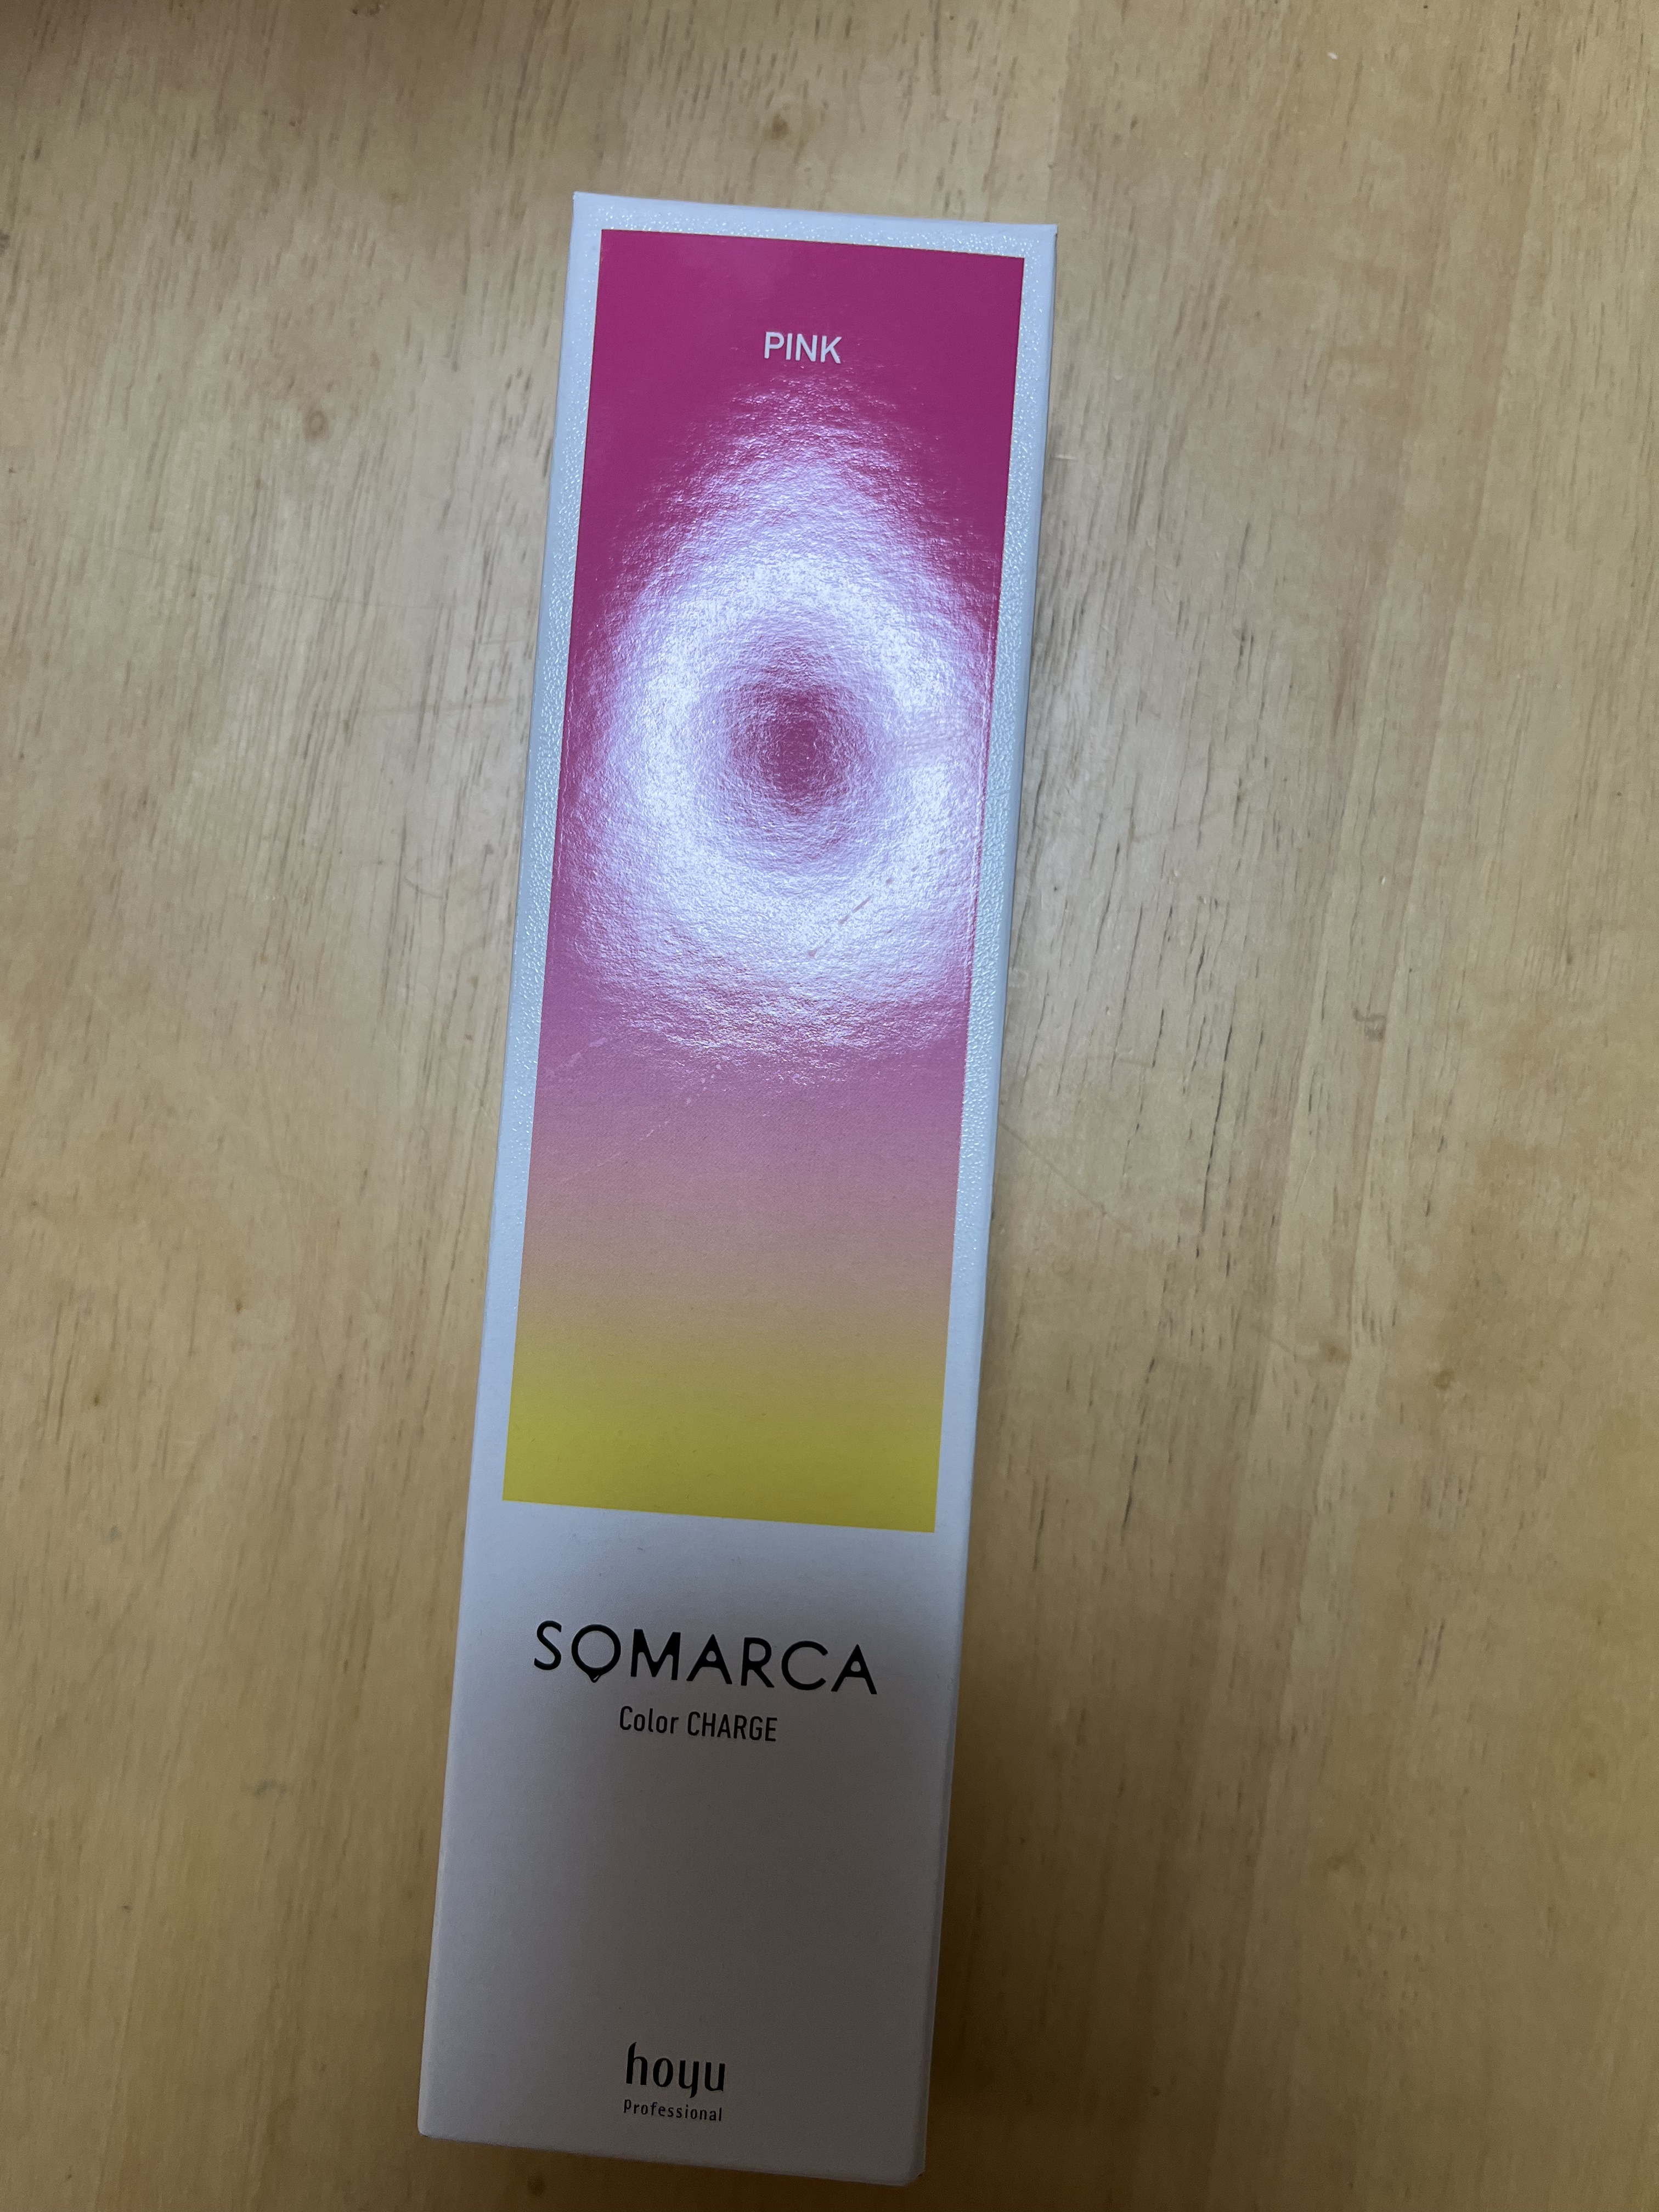 PINK
SOMARCA
Color CHARGE
hoyu
Professional